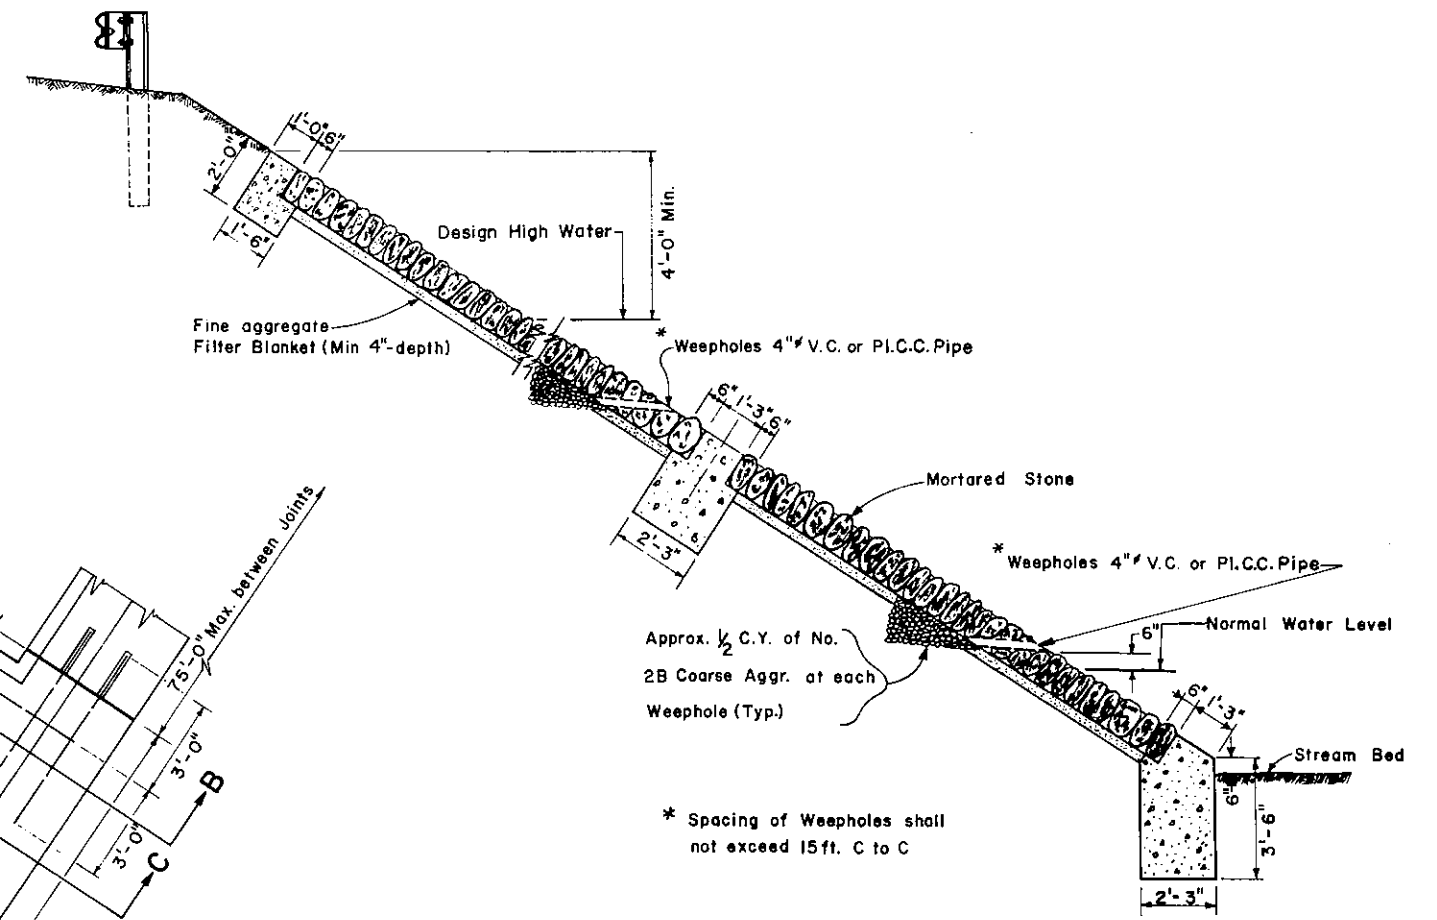 1'-0" 6"
2'-0"
1'-6"
Design High Water
4'-0" Min.
Fine aggregate
Filter Blanket (Min 4"-depth)
* Weepholes 4"ø V.C. or Pl.C.C. Pipe
6" 1'-3" 6"
2'-3"
Mortared Stone
* Weepholes 4"ø V.C. or Pl.C.C. Pipe
6"
Normal Water Level
Approx. ½ C.Y. of No.
2B Coarse Aggr. at each
Weephole (Typ.)
6" 1'-3"
Stream Bed
6"
3'-6"
2'-3"
* Spacing of Weepholes shall
not exceed 15 ft. C to C
75'-0" Max. between Joints
3'-0"
B
3'-0"
C